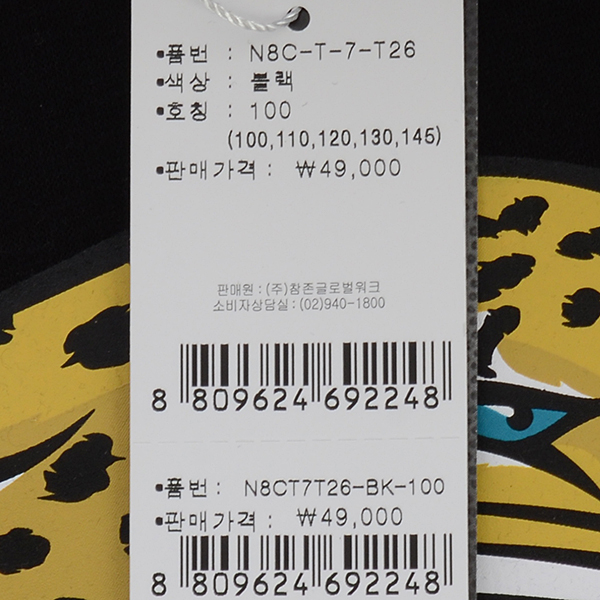 ▪품번 : N8C-T-7-T26
▪색상 : 블랙
▪호칭 : 100
(100,110,120,130,145)
▪판매가격 : ₩49,000
판매원 : (주)참존글로벌워크
소비자상담실 : (02)940-1800
8 809624 692248
▪품번 : N8CT7T26-BK-100
▪판매가격 : ₩49,000
8 809624 692248